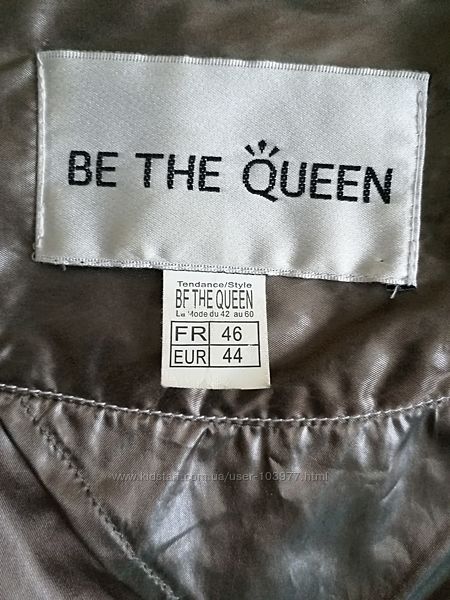 BE THE QUEEN
Tendance/Style
BE THE QUEEN
La Mode du 42 au 60
FR 46
EUR 44
www.kidstaff.com.ua/user-103977.html